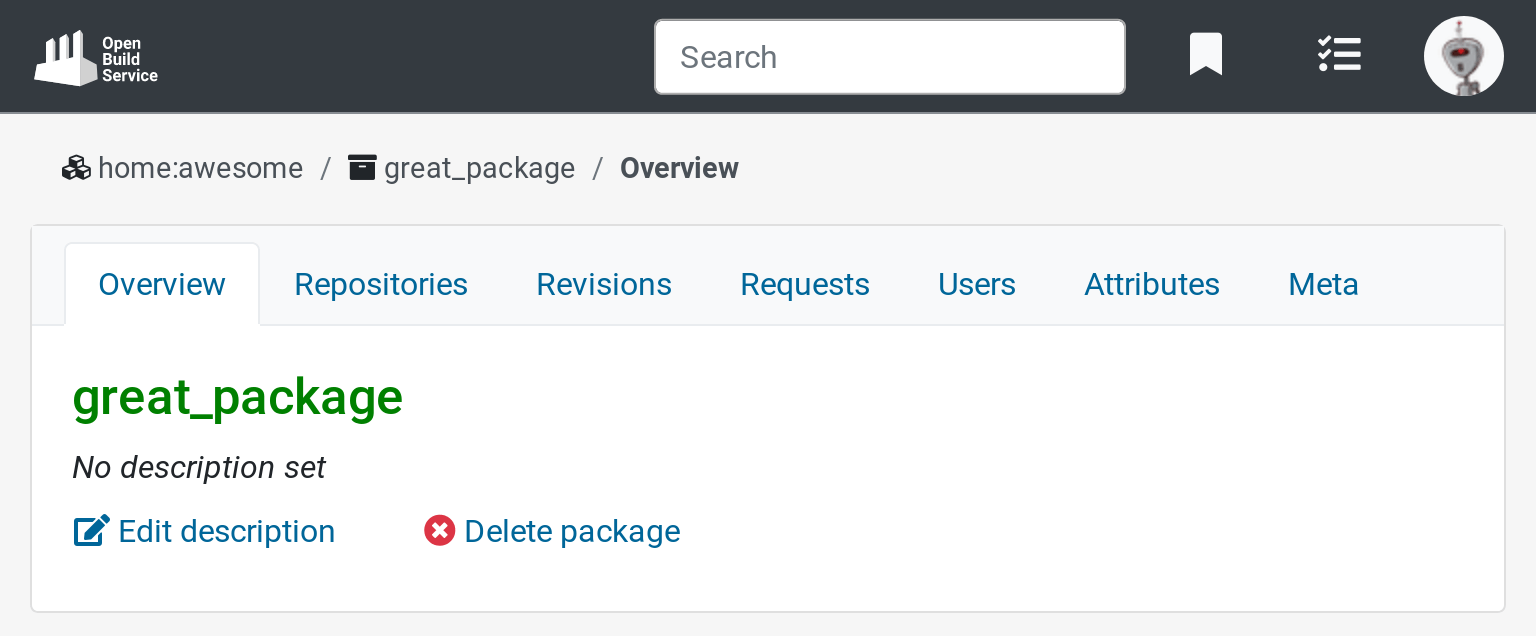 Open
Build
Service
Search
home:awesome / great_package / Overview
Overview Repositories Revisions Requests Users Attributes Meta
great_package
No description set
Edit description Delete package